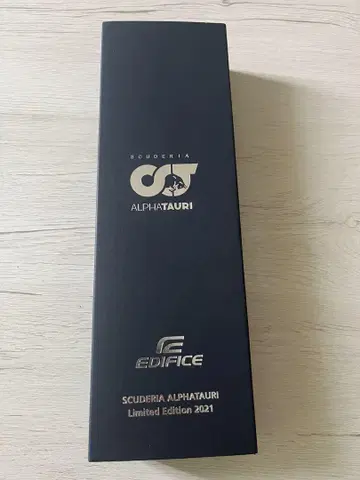 SCUDERIA
ALPHATAURI
EDIFICE
SCUDERIA ALPHATAURI
Limited Edition 2021